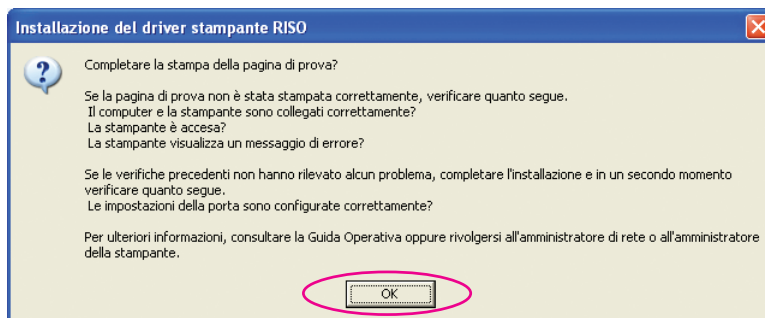 Installazione del driver stampante RISO
Completare la stampa della pagina di prova?
Se la pagina di prova non è stata stampata correttamente, verificare quanto segue.
Il computer e la stampante sono collegati correttamente?
La stampante è accesa?
La stampante visualizza un messaggio di errore?
Se le verifiche precedenti non hanno rilevato alcun problema, completare l'installazione e in un secondo momento
verificare quanto segue.
Le impostazioni della porta sono configurate correttamente?
Per ulteriori informazioni, consultare la Guida Operativa oppure rivolgersi all'amministratore di rete o all'amministratore
della stampante.
OK